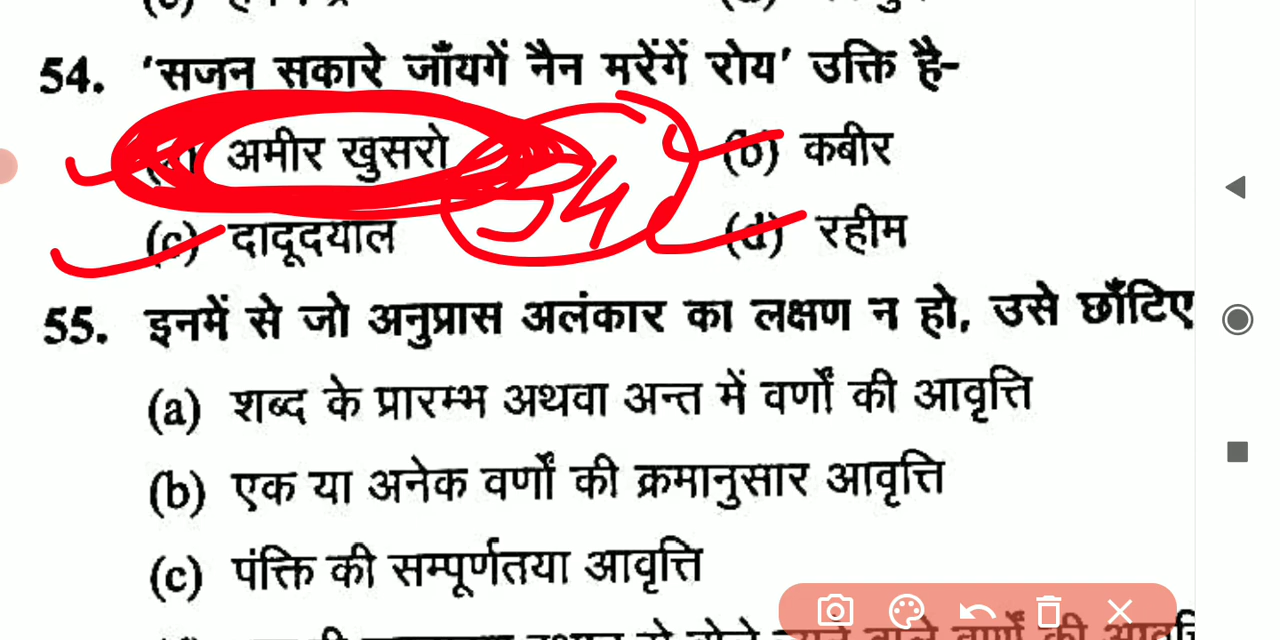 54. 'सजन सकारे जाँयगें नैन मरेंगें रोय' उक्ति है-
अमीर खुसरो (b) कबीर
54
(c) दादूदयाल (d) रहीम
55. इनमें से जो अनुप्रास अलंकार का लक्षण न हो, उसे छाँटिए
(a) शब्द के प्रारम्भ अथवा अन्त में वर्णों की आवृत्ति
(b) एक या अनेक वर्णों की क्रमानुसार आवृत्ति
(c) पंक्ति की सम्पूर्णतया आवृत्ति